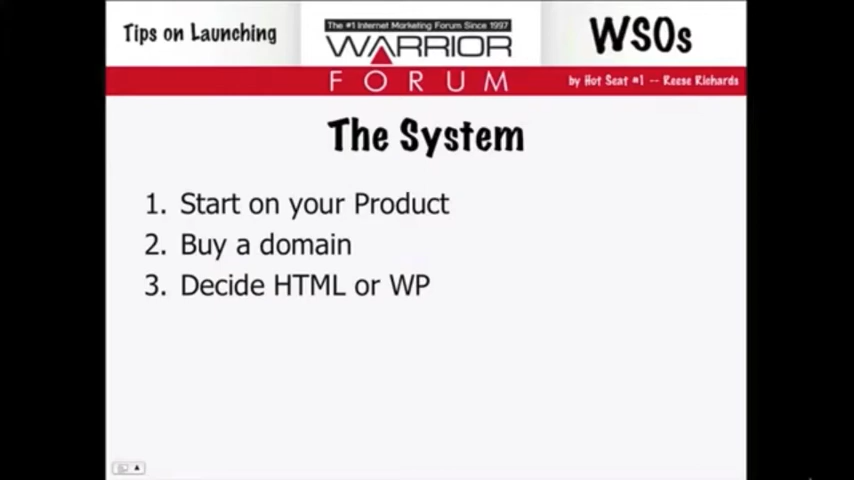 Tips on Launching
The #1 Internet Marketing Forum Since 1997
WARRIOR
FORUM
WSOs
by Hot Seat #1 -- Reese Richards
The System
1. Start on your Product
2. Buy a domain
3. Decide HTML or WP